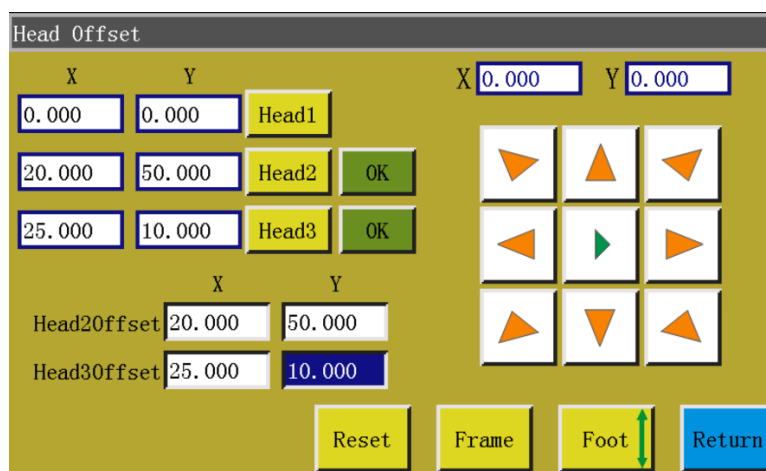 Head Offset
X Y X 0.000 Y 0.000
0.000 0.000 Head1
20.000 50.000 Head2 OK
25.000 10.000 Head3 OK
X Y
Head2Offset 20.000 50.000
Head3Offset 25.000 10.000
Reset Frame Foot Return